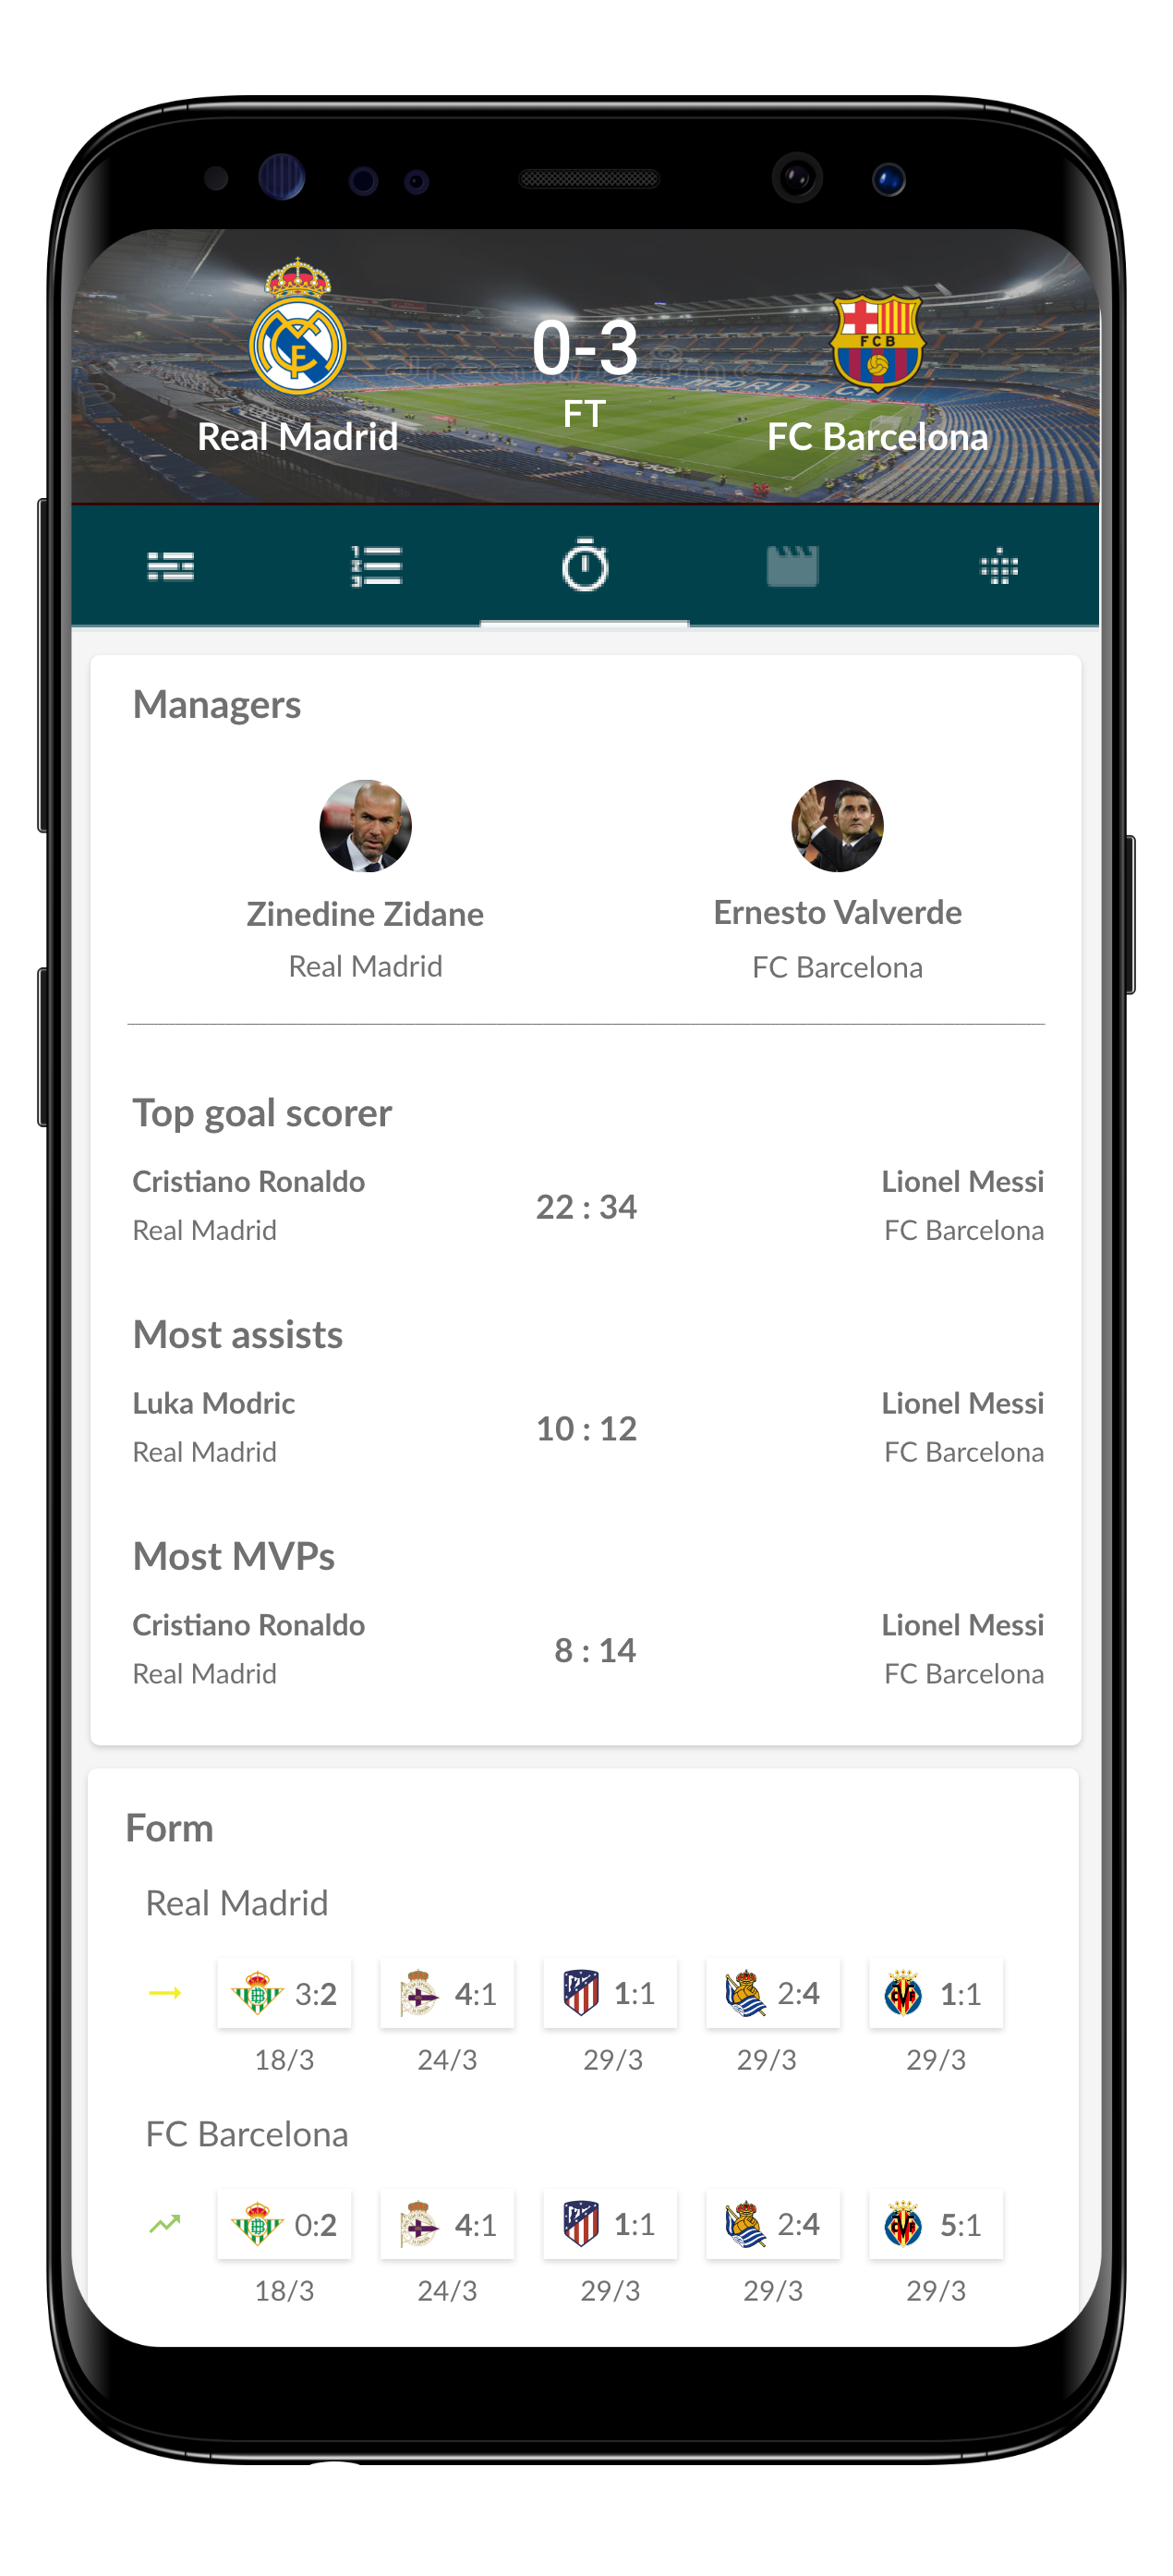 0-3
FT
Real Madrid
FC Barcelona
FCB
1
2
3
Managers
Zinedine Zidane
Ernesto Valverde
Real Madrid
FC Barcelona
Top goal scorer
Cristiano Ronaldo
22 : 34
Lionel Messi
Real Madrid
FC Barcelona
Most assists
Luka Modric
10 : 12
Lionel Messi
Real Madrid
FC Barcelona
Most MVPs
Cristiano Ronaldo
8 : 14
Lionel Messi
Real Madrid
FC Barcelona
Form
Real Madrid
3:2 4:1 1:1 2:4 1:1
18/3 24/3 29/3 29/3 29/3
FC Barcelona
0:2 4:1 1:1 2:4 5:1
18/3 24/3 29/3 29/3 29/3